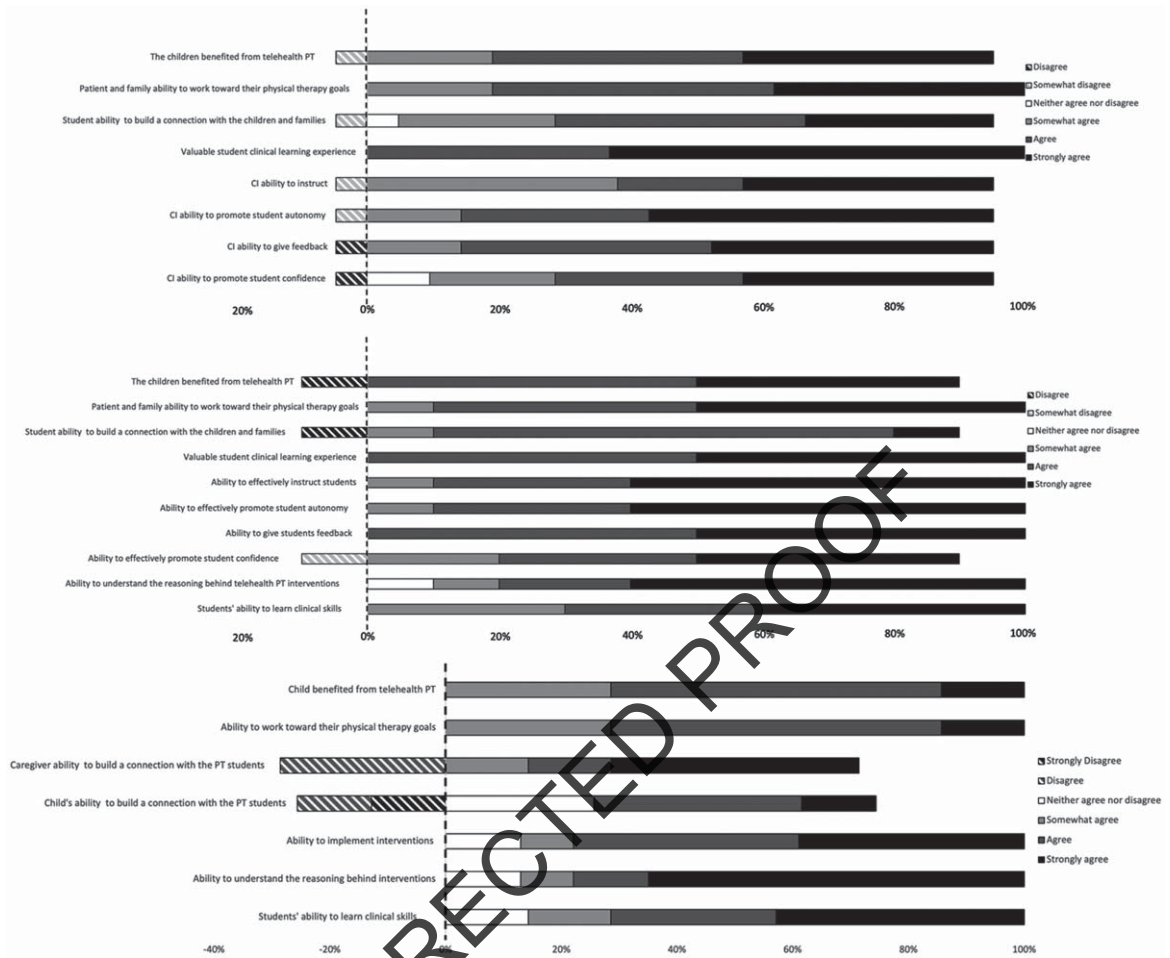 The children benefited from telehealth PT
Patient and family ability to work toward their physical therapy goals
Student ability to build a connection with the children and families
Valuable student clinical learning experience
CI ability to instruct
CI ability to promote student autonomy
CI ability to give feedback
CI ability to promote student confidence
20% 0% 20% 40% 60% 80% 100%
Disagree
Somewhat disagree
Neither agree nor disagree
Somewhat agree
Agree
Strongly agree
The children benefited from telehealth PT
Patient and family ability to work toward their physical therapy goals
Student ability to build a connection with the children and families
Valuable student clinical learning experience
Ability to effectively instruct students
Ability to effectively promote student autonomy
Ability to give students feedback
Ability to effectively promote student confidence
Ability to understand the reasoning behind telehealth PT interventions
Students' ability to learn clinical skills
20% 0% 20% 40% 60% 80% 100%
Disagree
Somewhat disagree
Neither agree nor disagree
Somewhat agree
Agree
Strongly agree
Child benefited from telehealth PT
Ability to work toward their physical therapy goals
Caregiver ability to build a connection with the PT students
Child's ability to build a connection with the PT students
Ability to implement interventions
Ability to understand the reasoning behind interventions
Students' ability to learn clinical skills
-40% -20% 0% 20% 40% 60% 80% 100%
Strongly Disagree
Disagree
Neither agree nor disagree
Somewhat agree
Agree
Strongly agree
RECTED PROOF